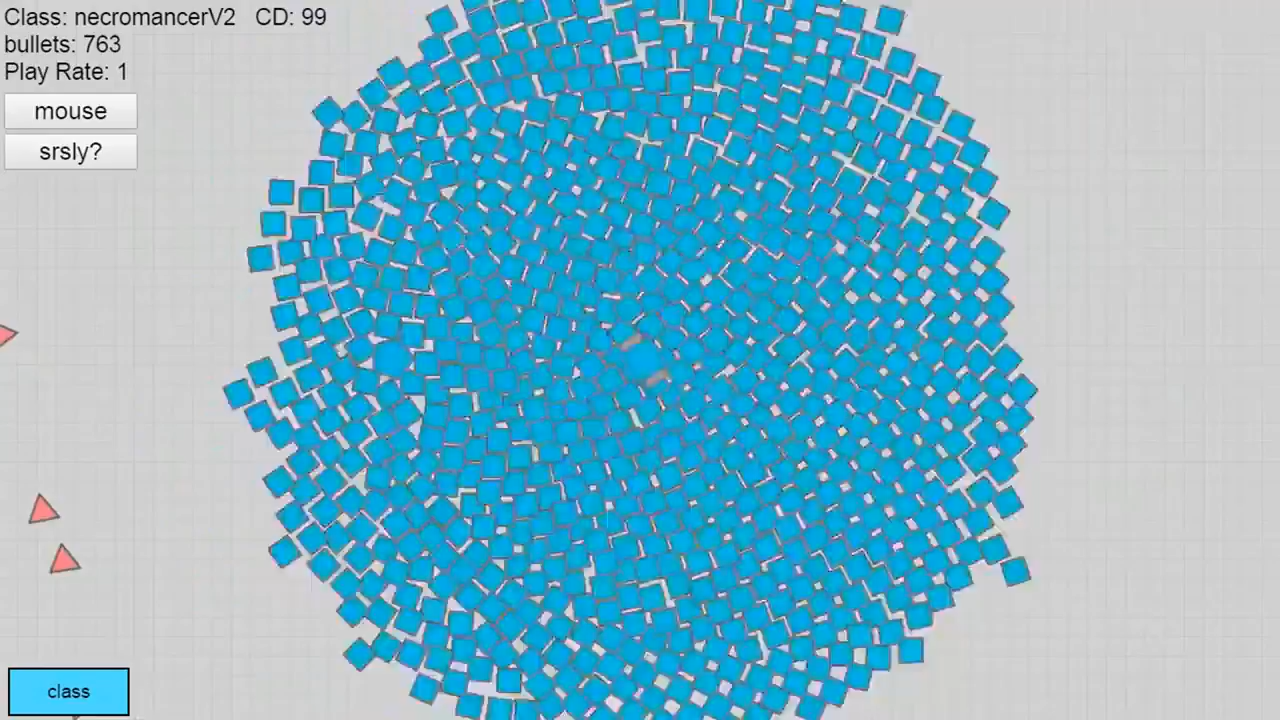 Class: necromancerV2   CD: 99
bullets: 763
Play Rate: 1
mouse
srsly?
class